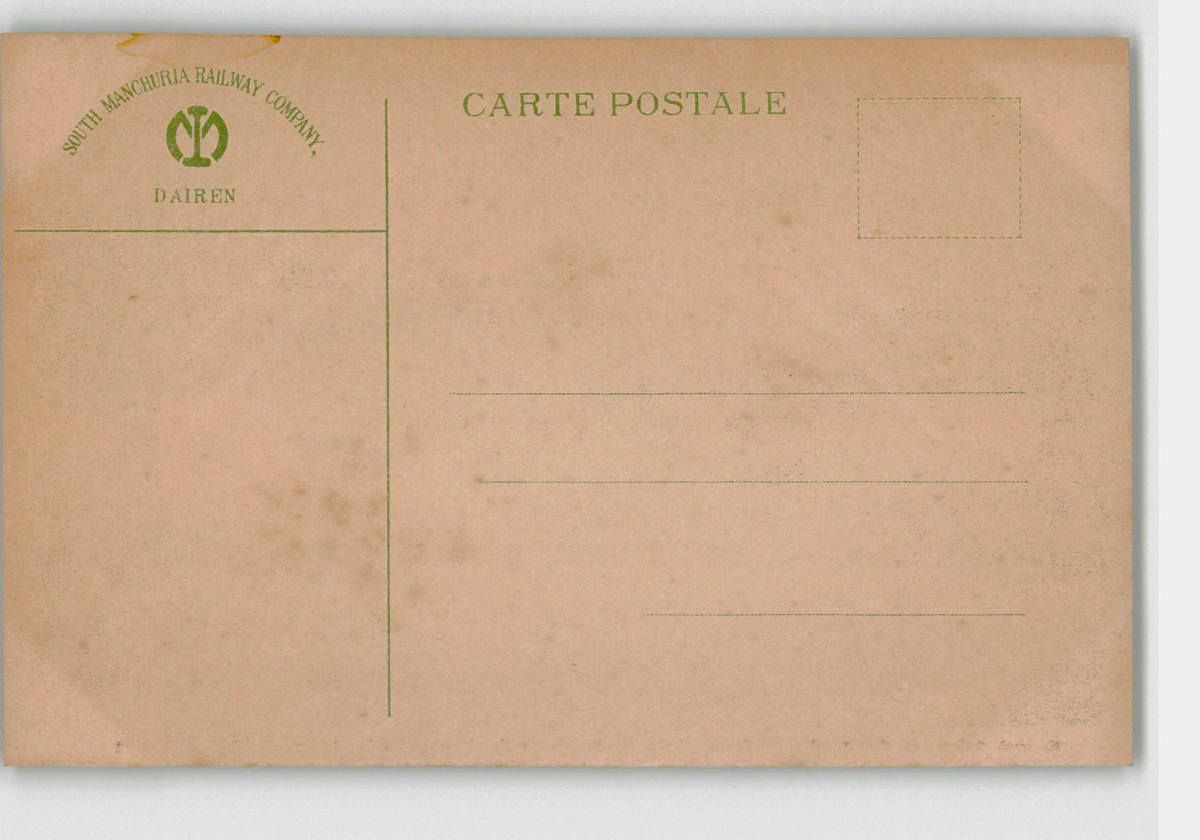 SOUTH MANCHURIA RAILWAY COMPANY.
DAIREN
CARTE POSTALE